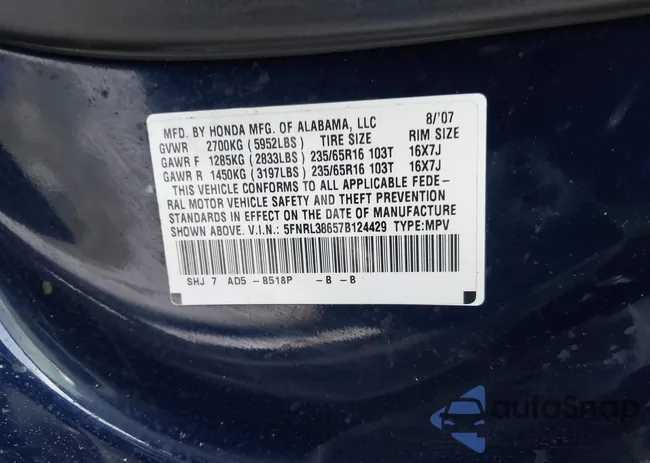 MFD. BY HONDA MFG. OF ALABAMA, LLC 8/'07
GVWR 2700KG (5952LBS) TIRE SIZE RIM SIZE
GAWR F 1285KG (2833LBS) 235/65R16 103T 16X7J
GAWR R 1450KG (3197LBS) 235/65R16 103T 16X7J
THIS VEHICLE CONFORMS TO ALL APPLICABLE FEDE-
RAL MOTOR VEHICLE SAFETY AND THEFT PREVENTION
STANDARDS IN EFFECT ON THE DATE OF MANUFACTURE
SHOWN ABOVE. V.I.N.: 5FNRL38657B124429 TYPE:MPV
SHJ 7 AD5 -B518P -B -B
autoSnap